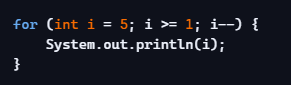 for (int i = 5; i >= 1; i--) {
    System.out.println(i);
}